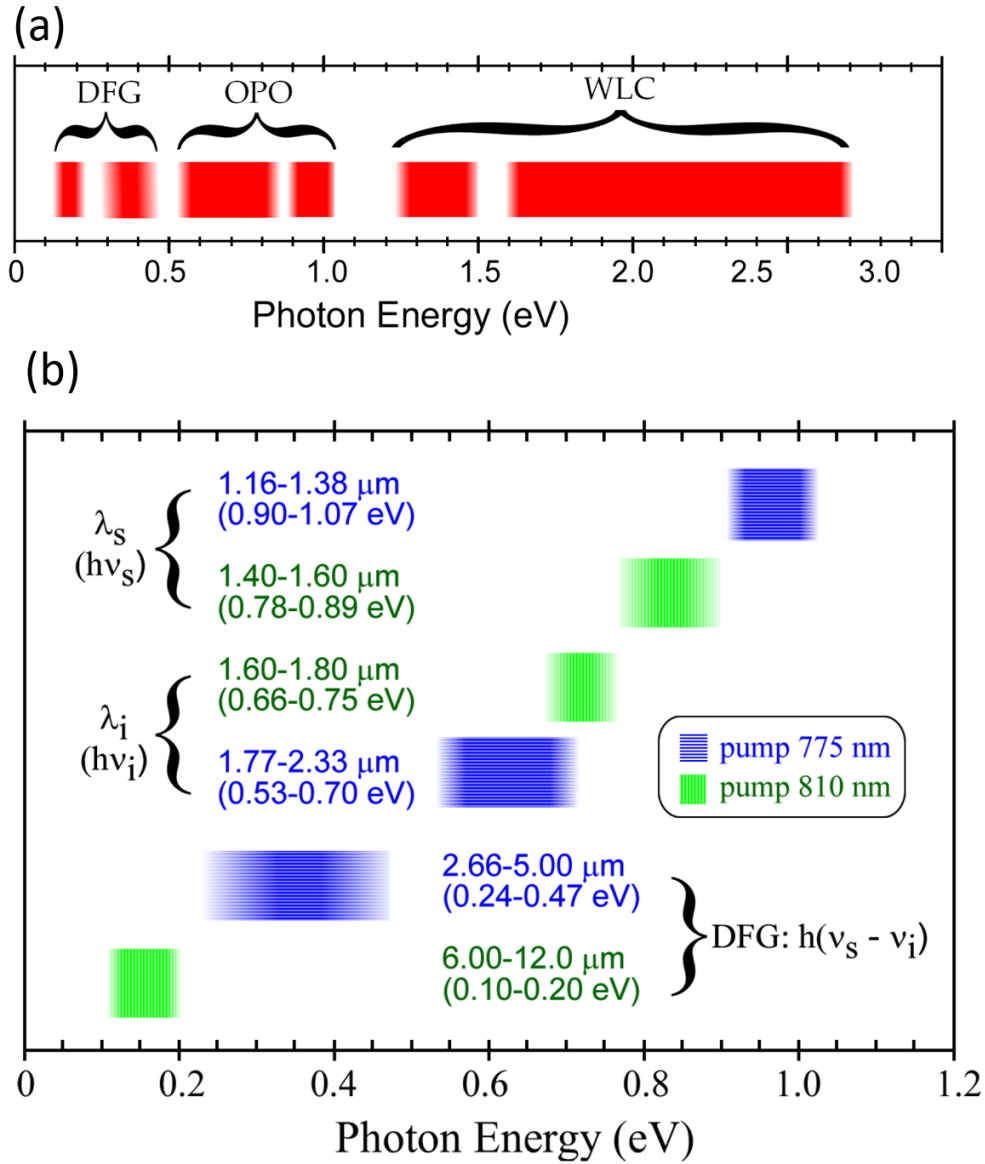 (a)
DFG OPO WLC
0 0.5 1.0 1.5 2.0 2.5 3.0
Photon Energy (eV)
(b)
λs
(hνs)
1.16-1.38 μm
(0.90-1.07 eV)
1.40-1.60 μm
(0.78-0.89 eV)
λi
(hνi)
1.60-1.80 μm
(0.66-0.75 eV)
1.77-2.33 μm
(0.53-0.70 eV)
pump 775 nm
pump 810 nm
2.66-5.00 μm
(0.24-0.47 eV)
6.00-12.0 μm
(0.10-0.20 eV)
DFG: h(νs - νi)
0 0.2 0.4 0.6 0.8 1.0 1.2
Photon Energy (eV)